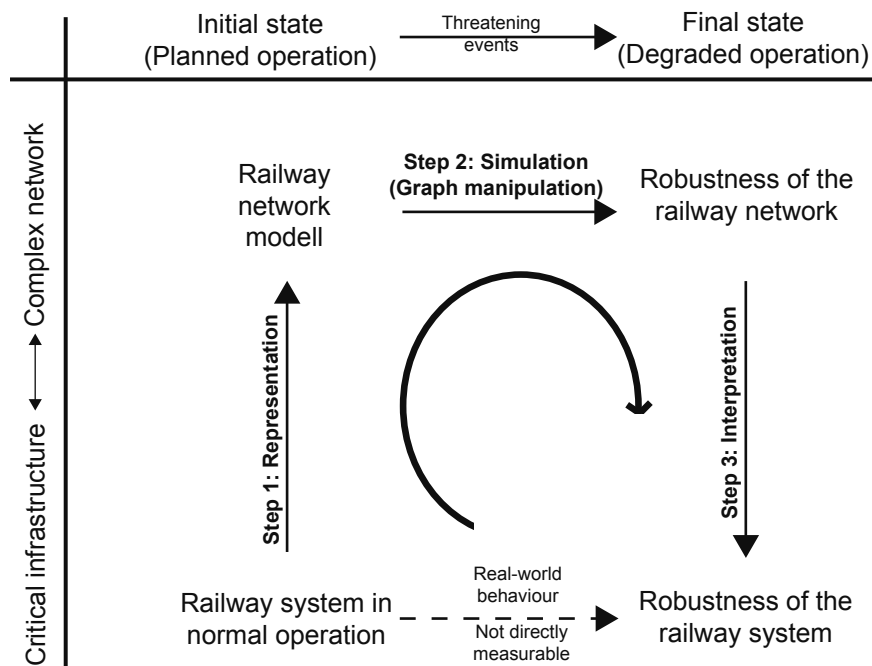 Initial state
(Planned operation)
Threatening
events
Final state
(Degraded operation)
Complex network
Critical infrastructure
Railway
network
modell
Step 2: Simulation
(Graph manipulation)
Robustness of the
railway network
Step 1: Representation
Step 3: Interpretation
Railway system in
normal operation
Real-world
behaviour
Not directly
measurable
Robustness of the
railway system